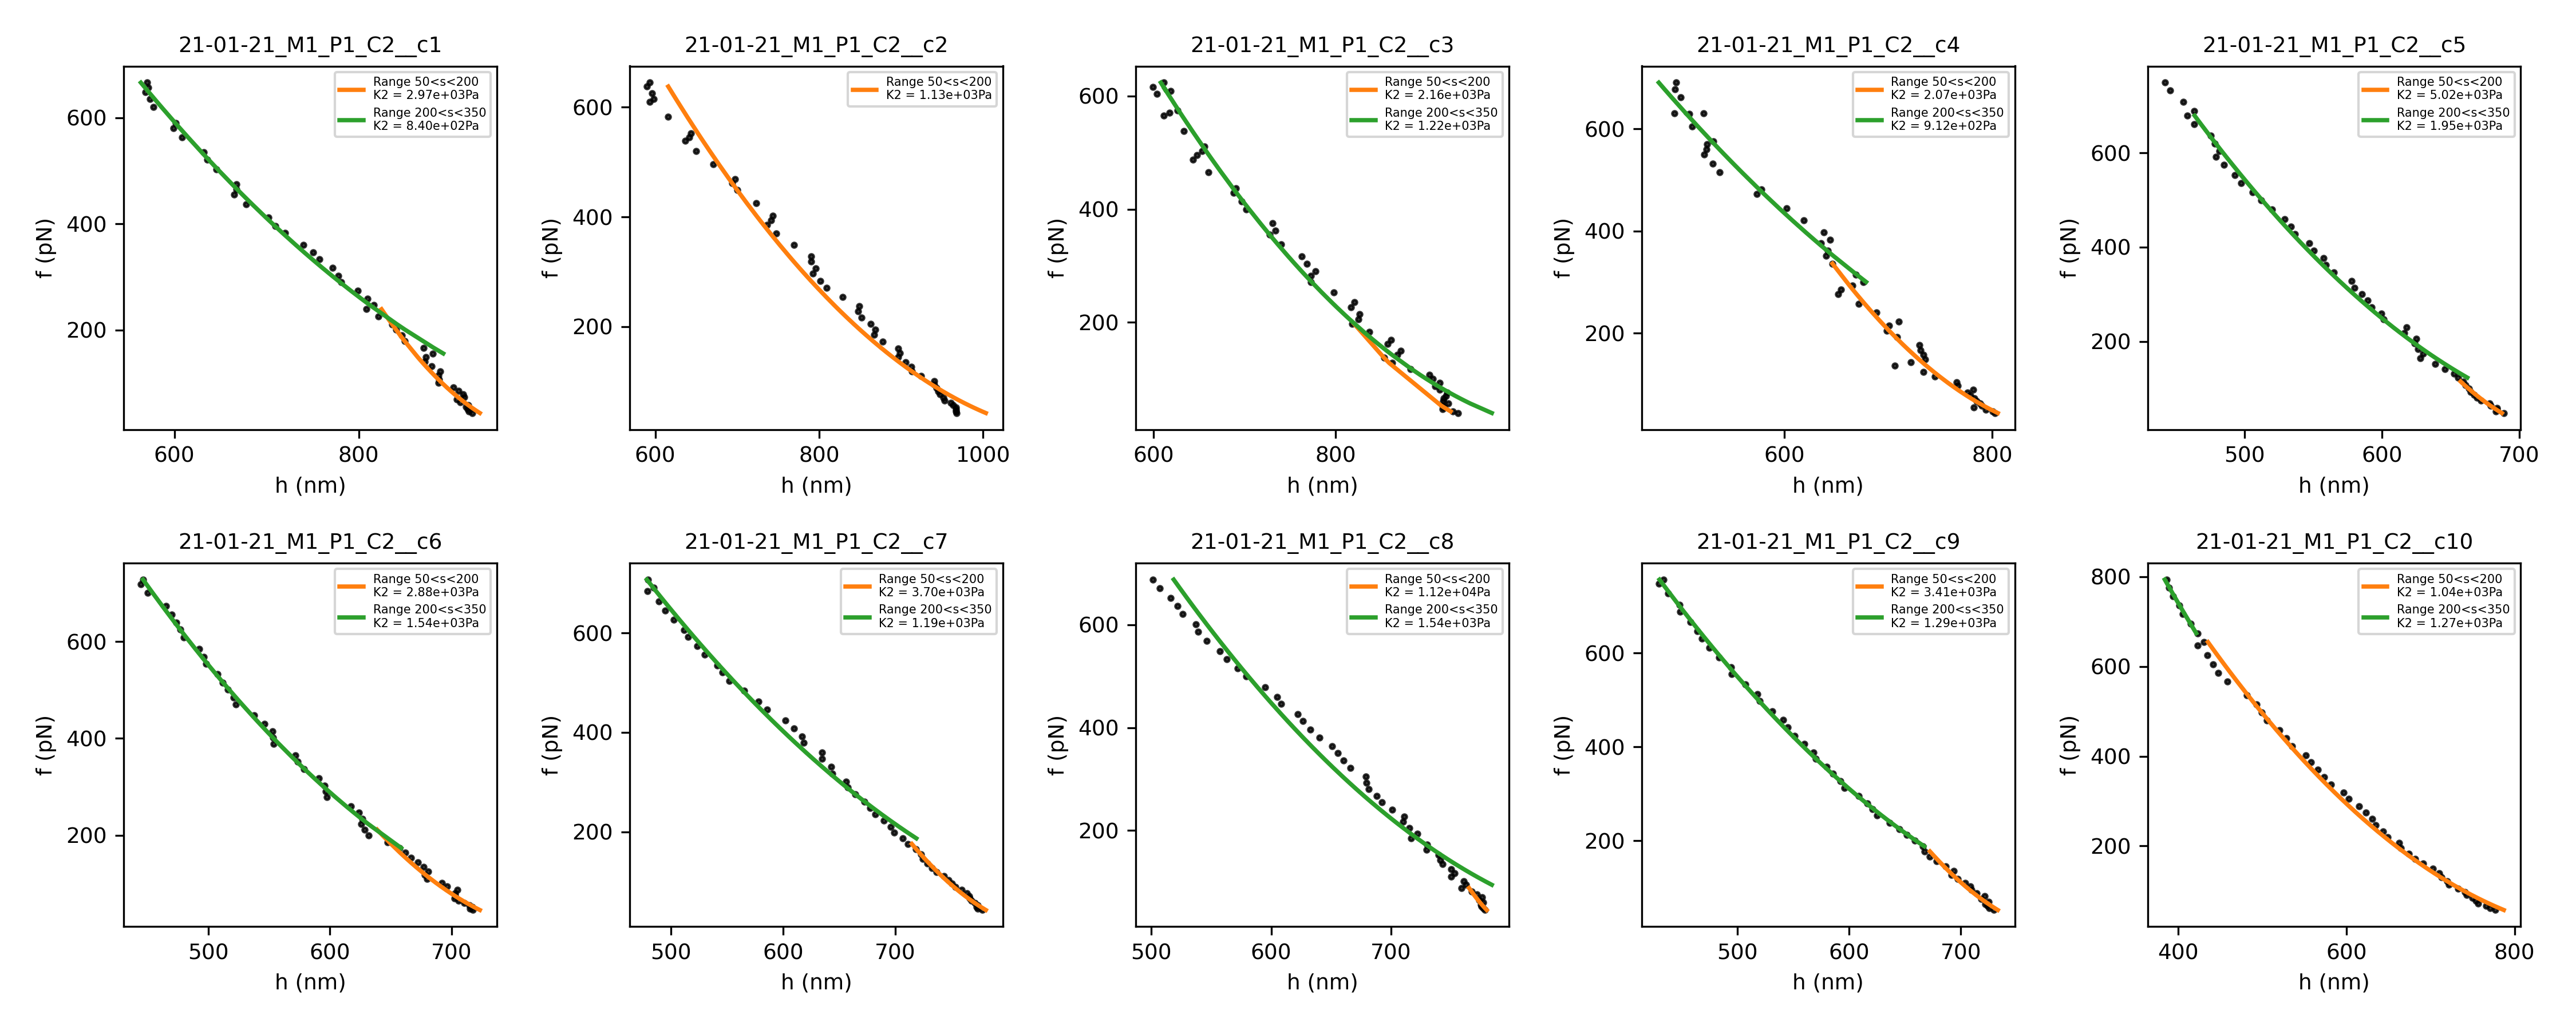 21-01-21_M1_P1_C2__c1
Range 50<s<200
K2 = 2.97e+03Pa
Range 200<s<350
K2 = 8.40e+02Pa
600
400
200
f (pN)
600 800
h (nm)
21-01-21_M1_P1_C2__c2
Range 50<s<200
K2 = 1.13e+03Pa
600
400
200
f (pN)
600 800 1000
h (nm)
21-01-21_M1_P1_C2__c3
Range 50<s<200
K2 = 2.16e+03Pa
Range 200<s<350
K2 = 1.22e+03Pa
600
400
200
f (pN)
600 800
h (nm)
21-01-21_M1_P1_C2__c4
Range 50<s<200
K2 = 2.07e+03Pa
Range 200<s<350
K2 = 9.12e+02Pa
600
400
200
f (pN)
600 800
h (nm)
21-01-21_M1_P1_C2__c5
Range 50<s<200
K2 = 5.02e+03Pa
Range 200<s<350
K2 = 1.95e+03Pa
600
400
200
f (pN)
500 600 700
h (nm)
21-01-21_M1_P1_C2__c6
Range 50<s<200
K2 = 2.88e+03Pa
Range 200<s<350
K2 = 1.54e+03Pa
600
400
200
f (pN)
500 600 700
h (nm)
21-01-21_M1_P1_C2__c7
Range 50<s<200
K2 = 3.70e+03Pa
Range 200<s<350
K2 = 1.19e+03Pa
600
400
200
f (pN)
500 600 700
h (nm)
21-01-21_M1_P1_C2__c8
Range 50<s<200
K2 = 1.12e+04Pa
Range 200<s<350
K2 = 1.54e+03Pa
600
400
200
f (pN)
500 600 700
h (nm)
21-01-21_M1_P1_C2__c9
Range 50<s<200
K2 = 3.41e+03Pa
Range 200<s<350
K2 = 1.29e+03Pa
600
400
200
f (pN)
500 600 700
h (nm)
21-01-21_M1_P1_C2__c10
Range 50<s<200
K2 = 1.04e+03Pa
Range 200<s<350
K2 = 1.27e+03Pa
800
600
400
200
f (pN)
400 600 800
h (nm)